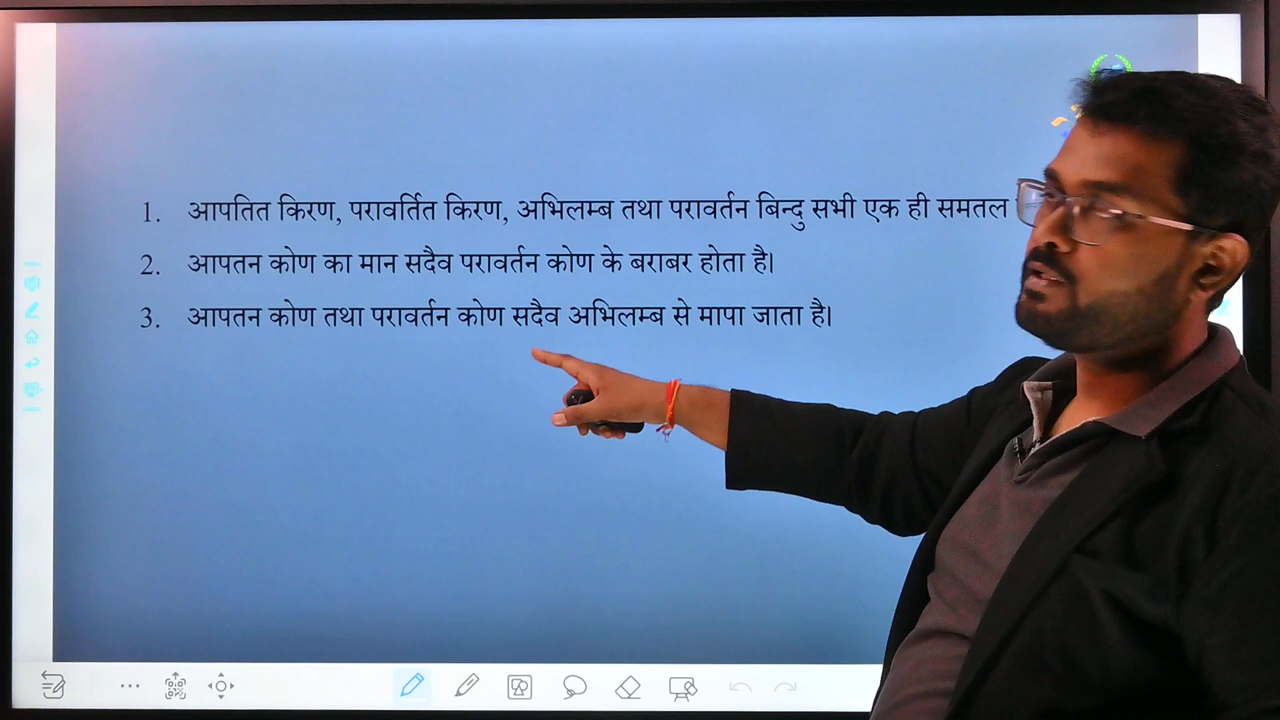 1. आपतित किरण, परावर्तित किरण, अभिलम्ब तथा परावर्तन बिन्दु सभी एक ही समतल
2. आपतन कोण का मान सदैव परावर्तन कोण के बराबर होता है।
3. आपतन कोण तथा परावर्तन कोण सदैव अभिलम्ब से मापा जाता है।